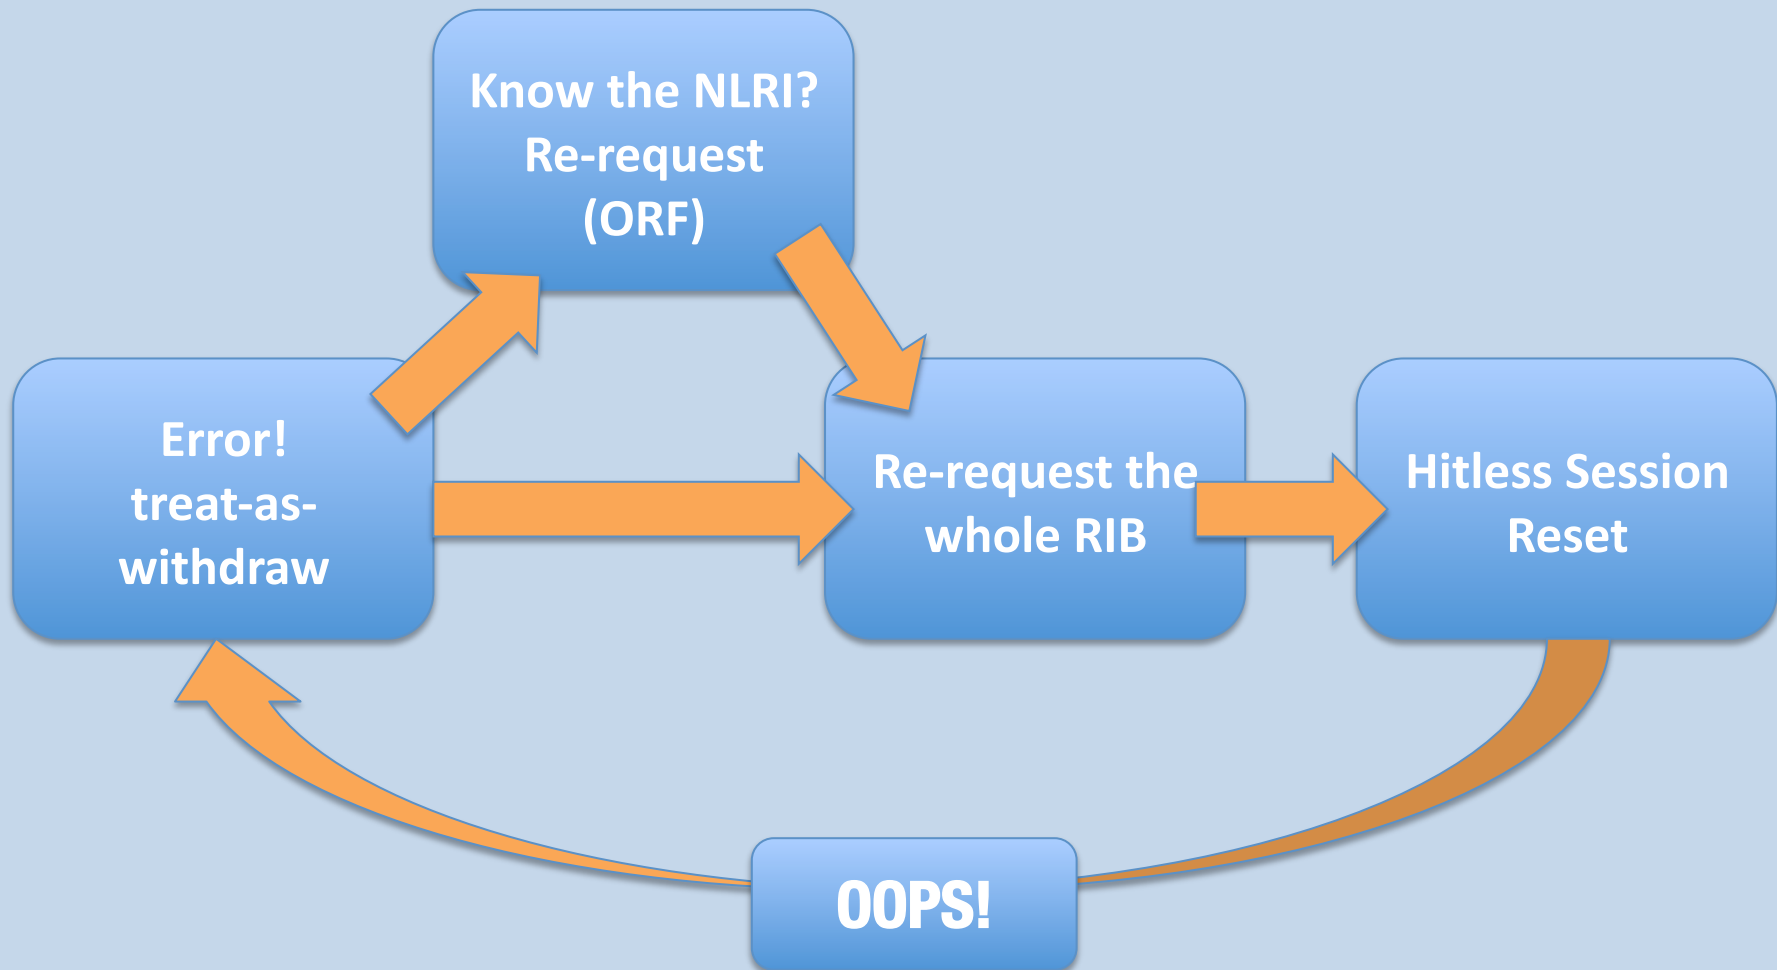 Know the NLRI?
Re-request
(ORF)
Error!
treat-as-
withdraw
Re-request the
whole RIB
Hitless Session
Reset
OOPS!